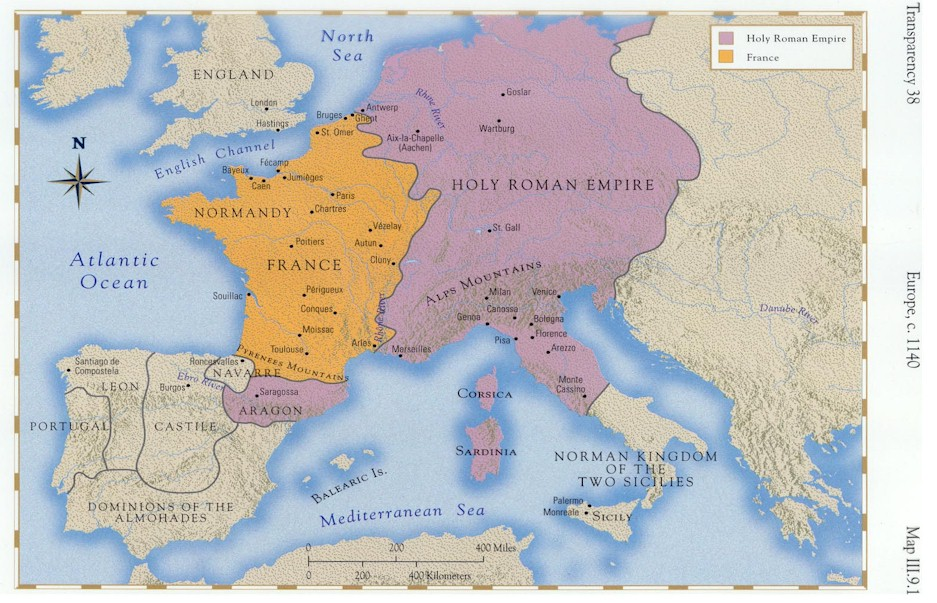 Holy Roman Empire
France
North
Sea
ENGLAND
London
Hastings
English Channel
Antwerp
Bruges
Ghent
St. Omer
Rhine River
Goslar
Wartburg
Aix-la-Chapelle
(Aachen)
N
Fécamp
Bayeux
Jumièges
Caen
Paris
HOLY ROMAN EMPIRE
NORMANDY
Chartres
Vézelay
St. Gall
Autun
Poitiers
Cluny
Atlantic
Ocean
FRANCE
ALPS MOUNTAINS
Souillac
Périgueux
Conques
Rhône River
Milan
Venice
Canossa
Genoa
Bologna
Danube River
Moissac
Florence
Toulouse
Arles
Marseilles
Pisa
Arezzo
PYRENEES MOUNTAINS
Roncesvalles
Santiago de
Compostela
NAVARRE
Ebro River
LEON
Burgos
Saragossa
ARAGON
CORSICA
Monte
Cassino
PORTUGAL
CASTILE
SARDINIA
NORMAN KINGDOM
OF THE
TWO SICILIES
BALEARIC IS.
DOMINIONS OF THE
ALMOHADES
Mediterranean Sea
Palermo
Monreale
SICILY
0 200 400 Miles
0 200 400 Kilometers
Transparency 38
Europe, c. 1140
Map III.9.1